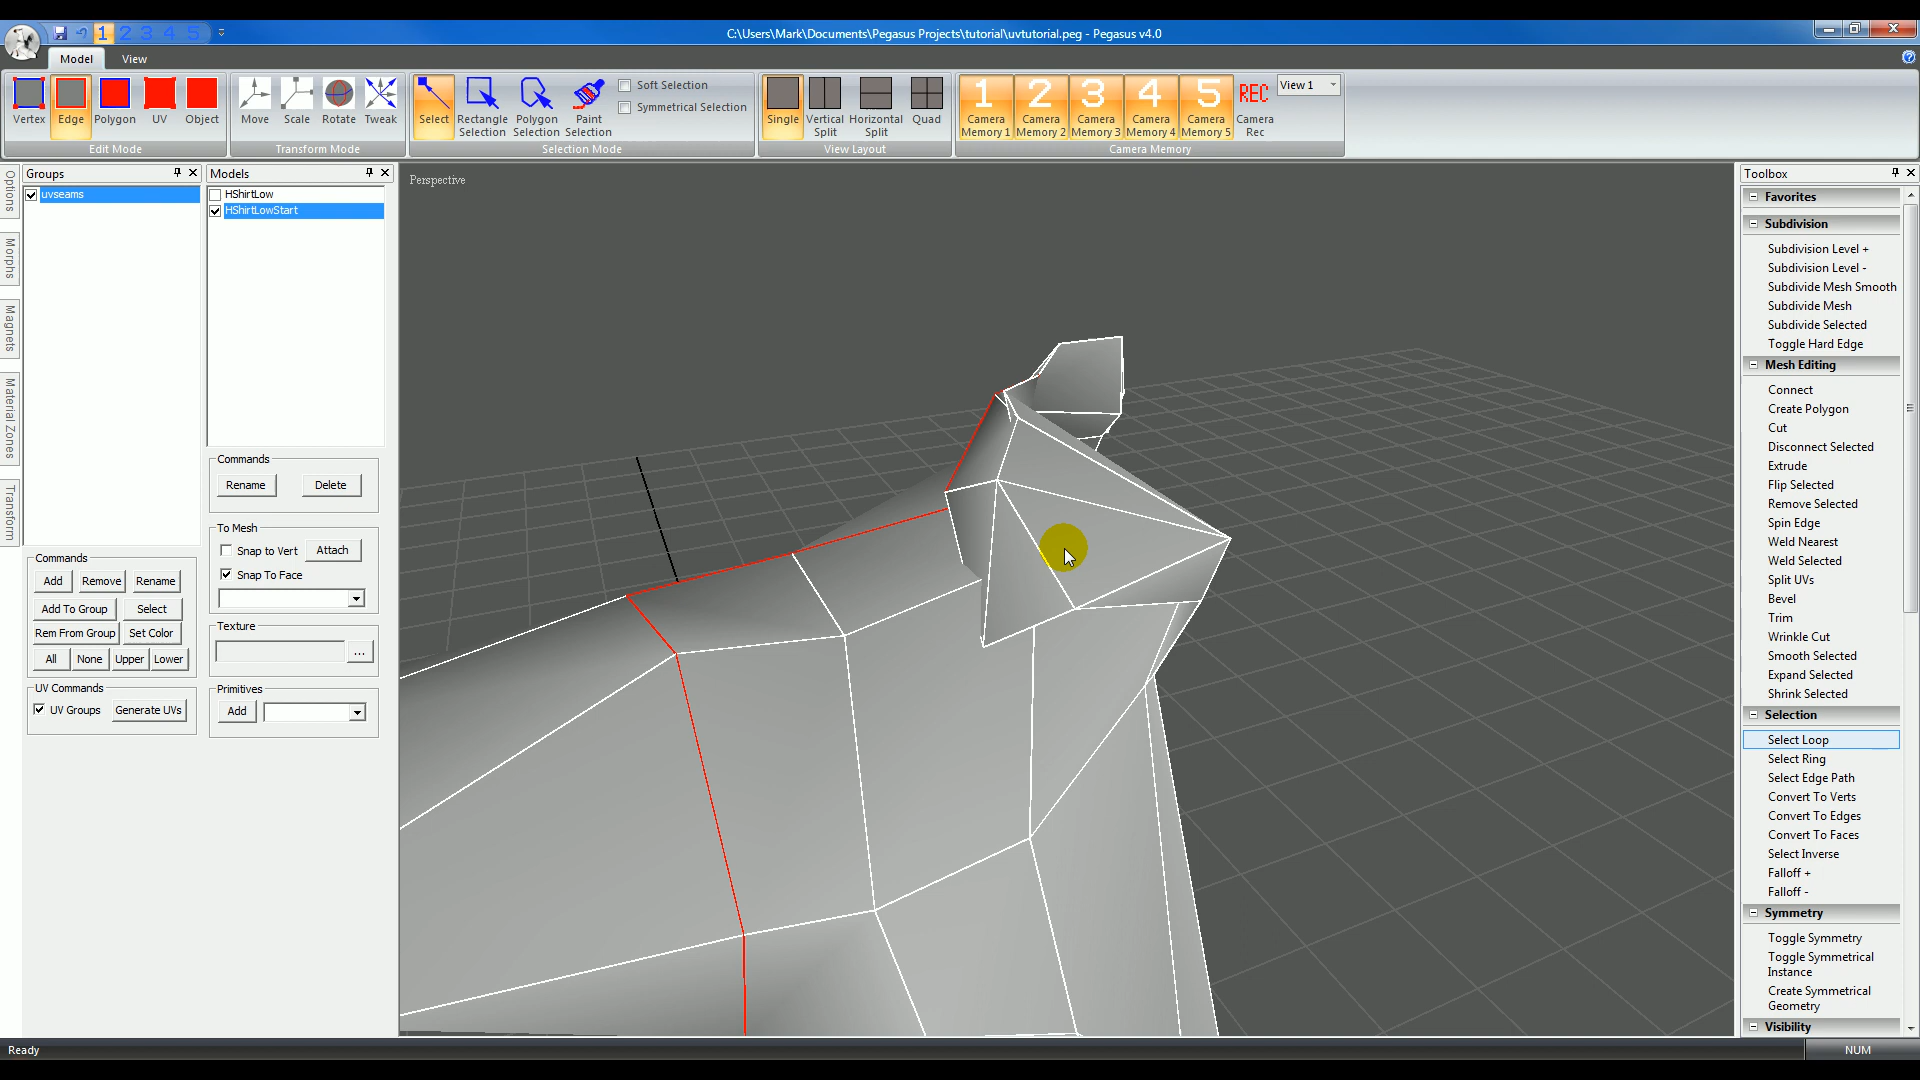 1 2 3 4 5
C:\Users\Mark\Documents\Pegasus Projects\tutorial\uvtutorial.peg - Pegasus v4.0
Model View
Vertex Edge Polygon UV Object
Edit Mode
Move Scale Rotate Tweak
Transform Mode
Select Rectangle Selection Polygon Selection Paint Selection
Soft Selection
Symmetrical Selection
Selection Mode
Single Vertical Split Horizontal Split Quad
View Layout
1 2 3 4 5 REC View 1
Camera Memory 1 Camera Memory 2 Camera Memory 3 Camera Memory 4 Camera Memory 5 Camera Rec
Camera Memory
Options
Morphs
Magnets
Material Zones
Transform
Groups
uvseams
Commands
Add Remove Rename
Add To Group Select
Rem From Group Set Color
All None Upper Lower
UV Commands
UV Groups Generate UVs
Models
HShirtLow
HShirtLowStart
Commands
Rename Delete
To Mesh
Snap to Vert Attach
Snap To Face
Texture
...
Primitives
Add
Perspective
Toolbox
Favorites
Subdivision
Subdivision Level +
Subdivision Level -
Subdivide Mesh Smooth
Subdivide Mesh
Subdivide Selected
Toggle Hard Edge
Mesh Editing
Connect
Create Polygon
Cut
Disconnect Selected
Extrude
Flip Selected
Remove Selected
Spin Edge
Weld Nearest
Weld Selected
Split UVs
Bevel
Trim
Wrinkle Cut
Smooth Selected
Expand Selected
Shrink Selected
Selection
Select Loop
Select Ring
Select Edge Path
Convert To Verts
Convert To Edges
Convert To Faces
Select Inverse
Falloff +
Falloff -
Symmetry
Toggle Symmetry
Toggle Symmetrical
Instance
Create Symmetrical
Geometry
Visibility
Ready
NUM